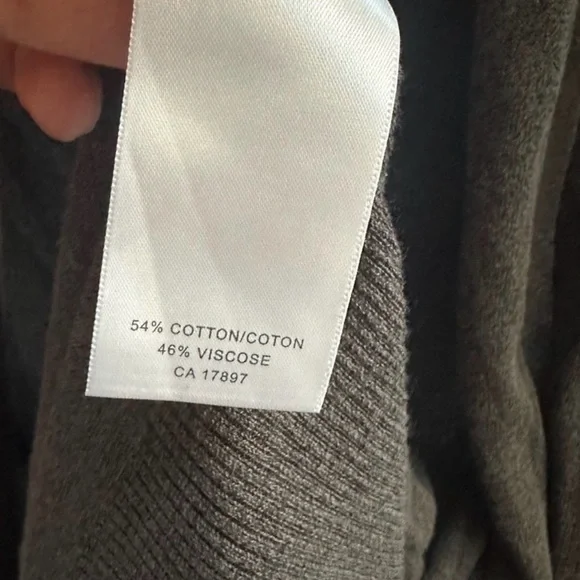 54% COTTON/COTON
46% VISCOSE
CA 17897